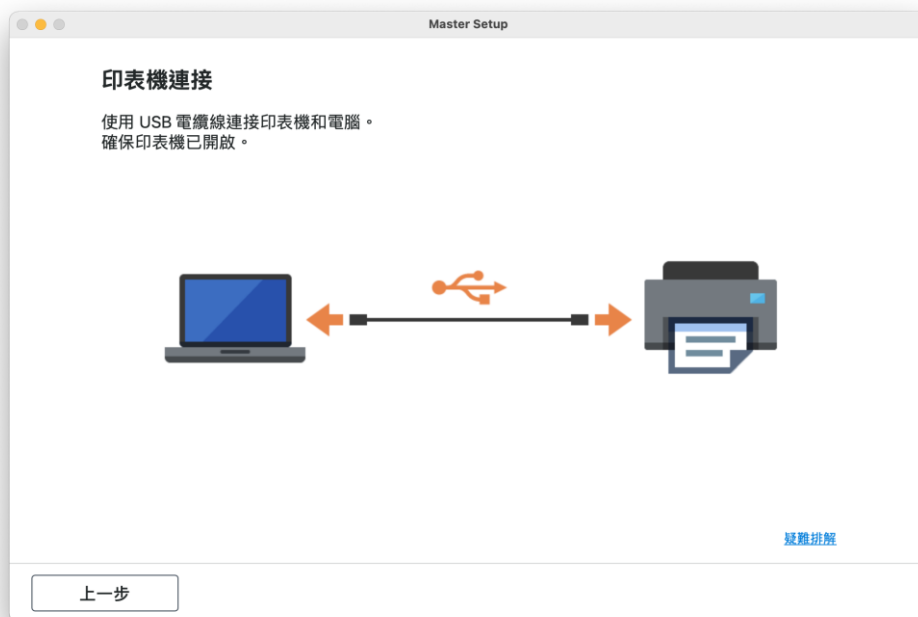 Master Setup
印表機連接
使用 USB 電纜線連接印表機和電腦。
確保印表機已開啟。
疑難排解
上一步